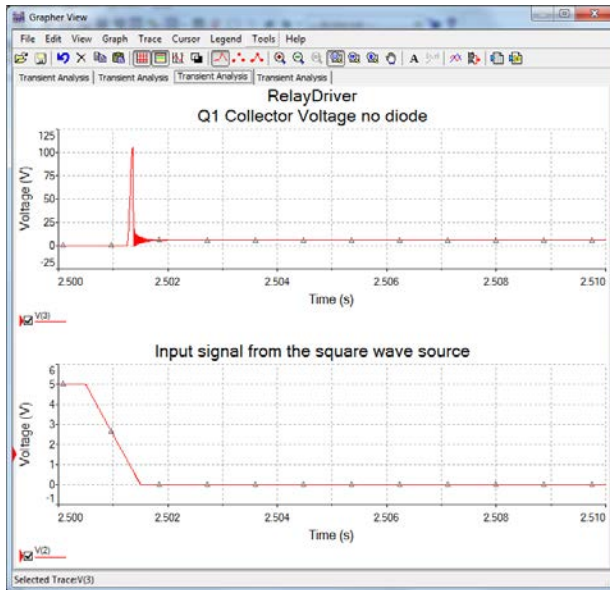 Grapher View
File Edit View Graph Trace Cursor Legend Tools Help
A
Transient Analysis Transient Analysis Transient Analysis Transient Analysis
RelayDriver
Q1 Collector Voltage no diode
Voltage (V)
125
100
75
50
25
0
-25
2.500 2.502 2.504 2.506 2.508 2.510
Time (s)
V(3)
Input signal from the square wave source
Voltage (V)
6
5
4
3
2
1
0
-1
2.500 2.502 2.504 2.506 2.508 2.510
Time (s)
V(2)
Selected Trace:V(3)